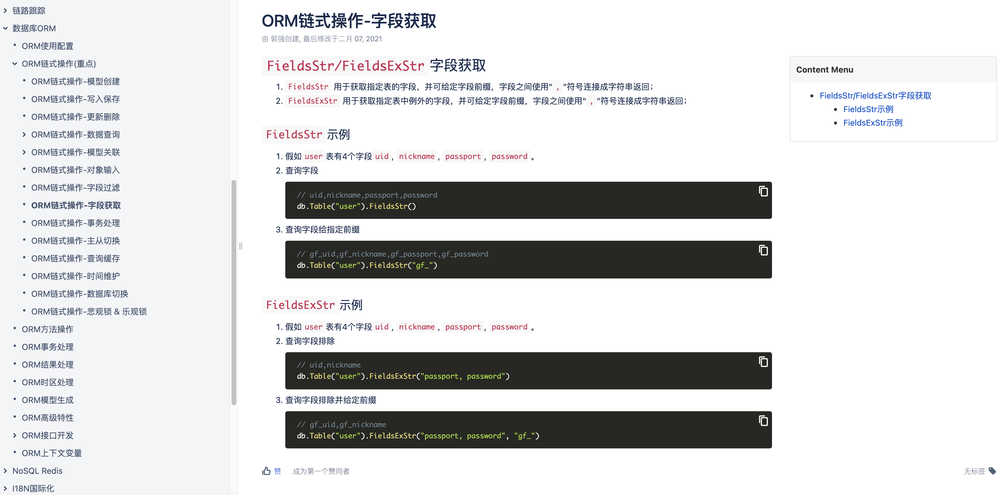 链路跟踪
数据库ORM
ORM使用配置
ORM链式操作(重点)
ORM链式操作-模型创建
ORM链式操作-写入保存
ORM链式操作-更新删除
ORM链式操作-数据查询
ORM链式操作-模型关联
ORM链式操作-对象输入
ORM链式操作-字段过滤
ORM链式操作-字段获取
ORM链式操作-事务处理
ORM链式操作-主从切换
ORM链式操作-查询缓存
ORM链式操作-时间维护
ORM链式操作-数据库切换
ORM链式操作-悲观锁 & 乐观锁
ORM方法操作
ORM事务处理
ORM结果处理
ORM时区处理
ORM模型生成
ORM高级特性
ORM接口开发
ORM上下文变量
NoSQL Redis
I18N国际化
ORM链式操作-字段获取
由 郭强创建, 最后修改于二月 07, 2021
FieldsStr/FieldsExStr 字段获取
1. FieldsStr 用于获取指定表的字段，并可给定字段前缀，字段之间使用" , "符号连接成字符串返回；
2. FieldsExStr 用于获取指定表中例外的字段，并可给定字段前缀，字段之间使用" , "符号连接成字符串返回；
FieldsStr 示例
1. 假如 user 表有4个字段 uid , nickname , passport , password 。
2. 查询字段
// uid,nickname,passport,password
db.Table("user").FieldsStr()
3. 查询字段给指定前缀
// gf_uid,gf_nickname,gf_passport,gf_password
db.Table("user").FieldsStr("gf_")
FieldsExStr 示例
1. 假如 user 表有4个字段 uid , nickname , passport , password 。
2. 查询字段排除
// uid,nickname
db.Table("user").FieldsExStr("passport, password")
3. 查询字段排除并给定前缀
// gf_uid,gf_nickname
db.Table("user").FieldsExStr("passport, password", "gf_")
赞 成为第一个赞同者
无标签
Content Menu
FieldsStr/FieldsExStr字段获取
FieldsStr示例
FieldsExStr示例